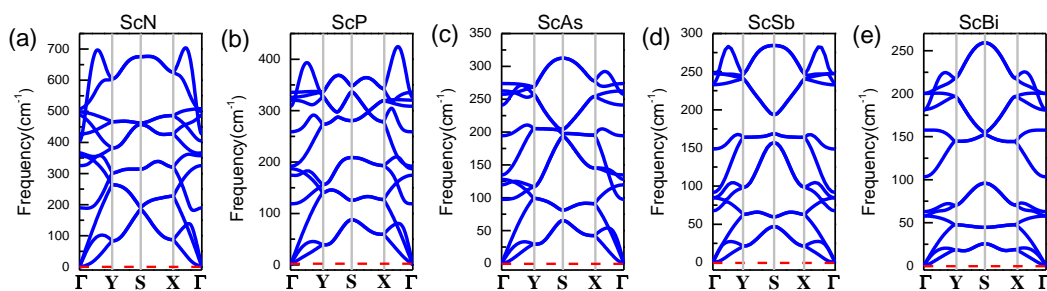 (a)
ScN
Frequency(cm⁻¹)
700
600
500
400
300
200
100
0
Γ Y S X Γ
(b)
ScP
Frequency(cm⁻¹)
400
300
200
100
0
Γ Y S X Γ
(c)
ScAs
Frequency(cm⁻¹)
350
300
250
200
150
100
50
0
Γ Y S X Γ
(d)
ScSb
Frequency(cm⁻¹)
300
250
200
150
100
50
0
Γ Y S X Γ
(e)
ScBi
Frequency(cm⁻¹)
250
200
150
100
50
0
Γ Y S X Γ